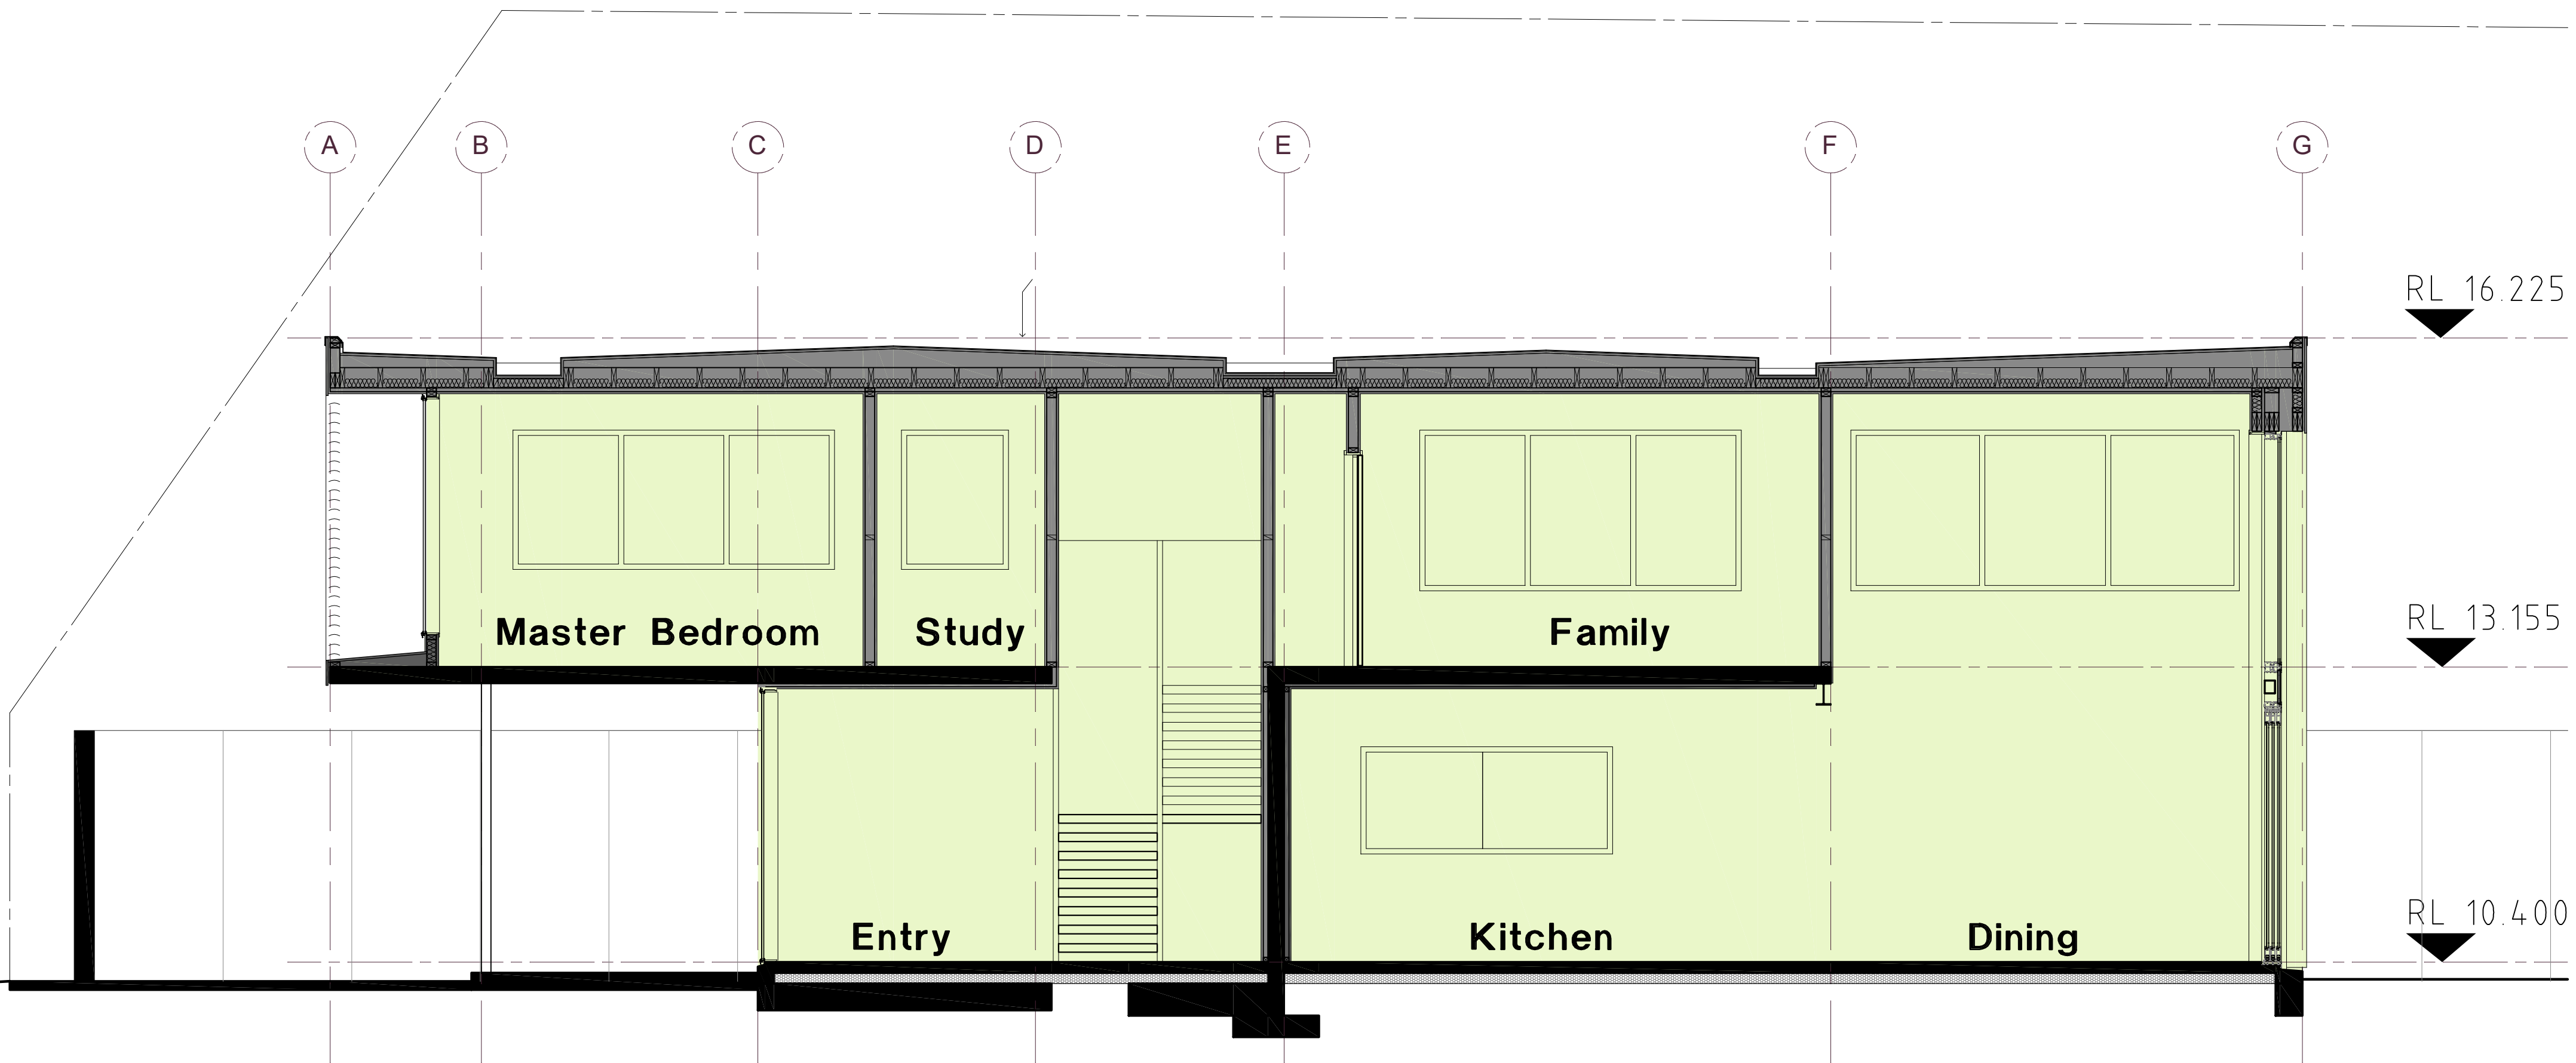 A B C D E F G
RL 16.225
Master Bedroom Study Family
RL 13.155
Entry Kitchen Dining
RL 10.400